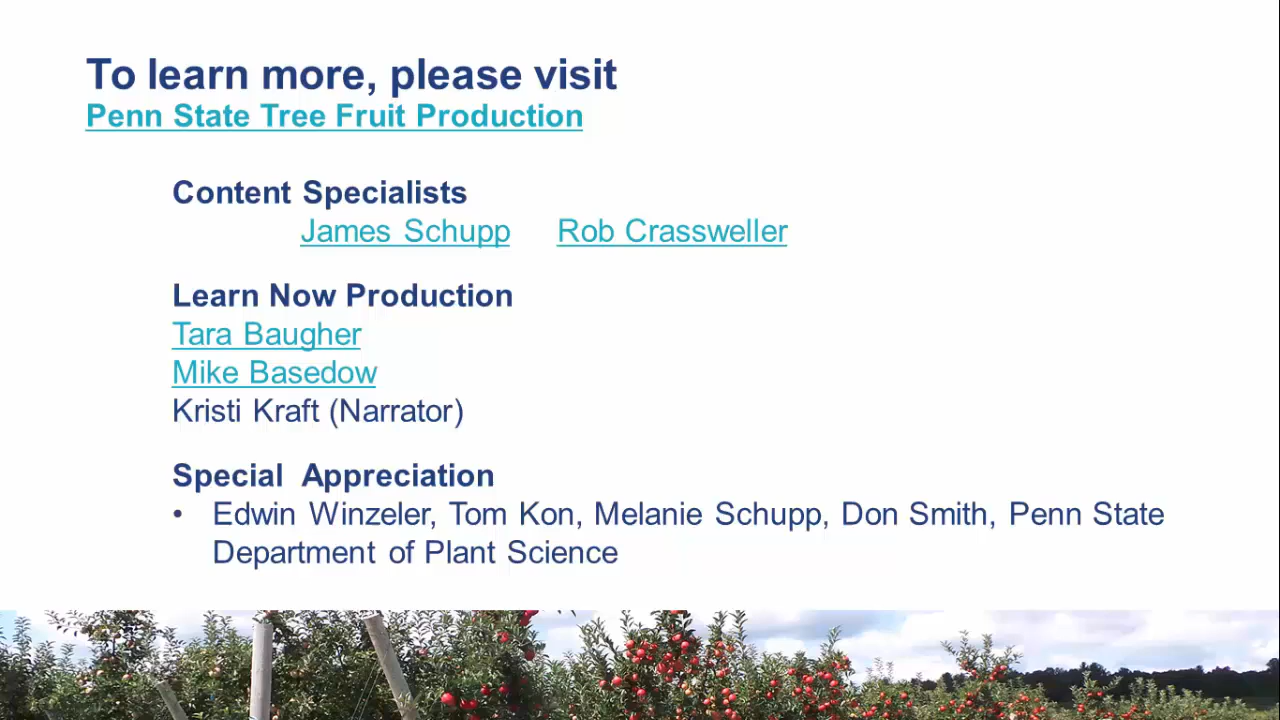 To learn more, please visit
Penn State Tree Fruit Production
Content Specialists
James Schupp Rob Crassweller
Learn Now Production
Tara Baugher
Mike Basedow
Kristi Kraft (Narrator)
Special Appreciation
• Edwin Winzeler, Tom Kon, Melanie Schupp, Don Smith, Penn State
Department of Plant Science